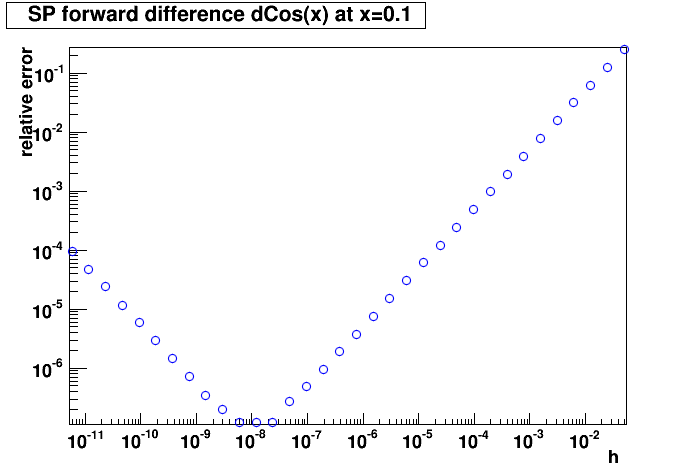 SP forward difference dCos(x) at x=0.1
relative error
10⁻¹
10⁻²
10⁻³
10⁻⁴
10⁻⁵
10⁻⁶
10⁻¹¹ 10⁻¹⁰ 10⁻⁹ 10⁻⁸ 10⁻⁷ 10⁻⁶ 10⁻⁵ 10⁻⁴ 10⁻³ 10⁻²
h